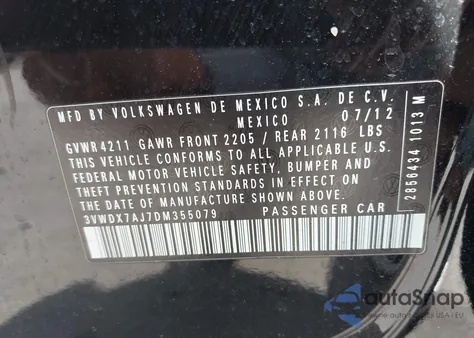 MFD BY VOLKSWAGEN DE MEXICO S.A. DE C.V.
MEXICO 07/12
GVWR 4211 GAWR FRONT 2205 / REAR 2116 LBS
THIS VEHICLE CONFORMS TO ALL APPLICABLE U.S.
FEDERAL MOTOR VEHICLE SAFETY, BUMPER AND
THEFT PREVENTION STANDARDS IN EFFECT ON
THE DATE OF MANUFACTURE SHOWN ABOVE
3VWDX7AJ7DM355079 PASSENGER CAR
2856434 1013 M
autoSnap